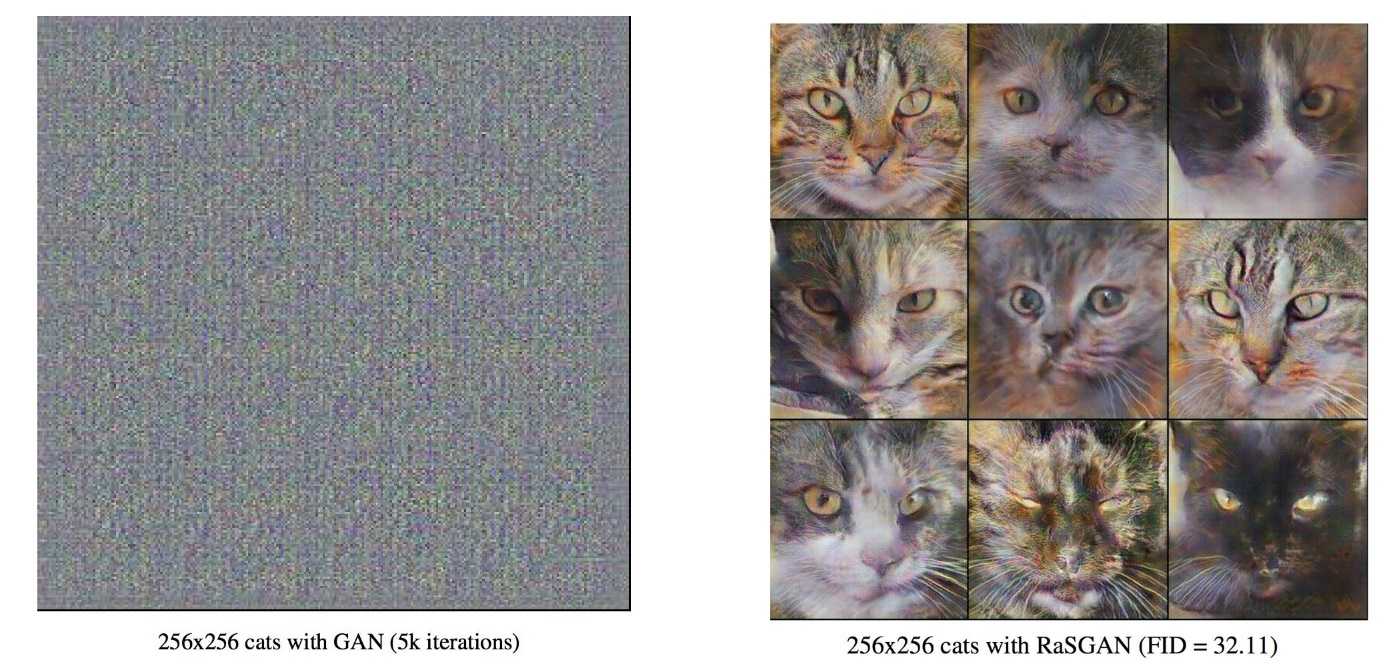 256x256 cats with GAN (5k iterations)
256x256 cats with RaSGAN (FID = 32.11)